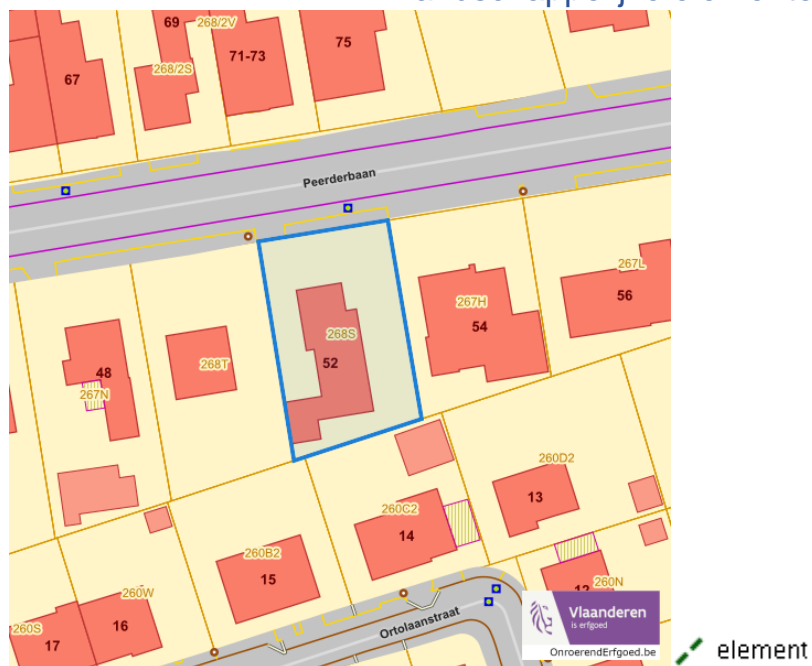 69
268/2V
67
268/2S
71-73
75
Peerderbaan
267L
56
267H
54
268S
52
268T
48
267N
260D2
13
260C2
14
260B2
15
260W
16
260S
17
260N
Ortolaanstraat
Vlaanderen
is erfgoed
OnroerendErfgoed.be
element